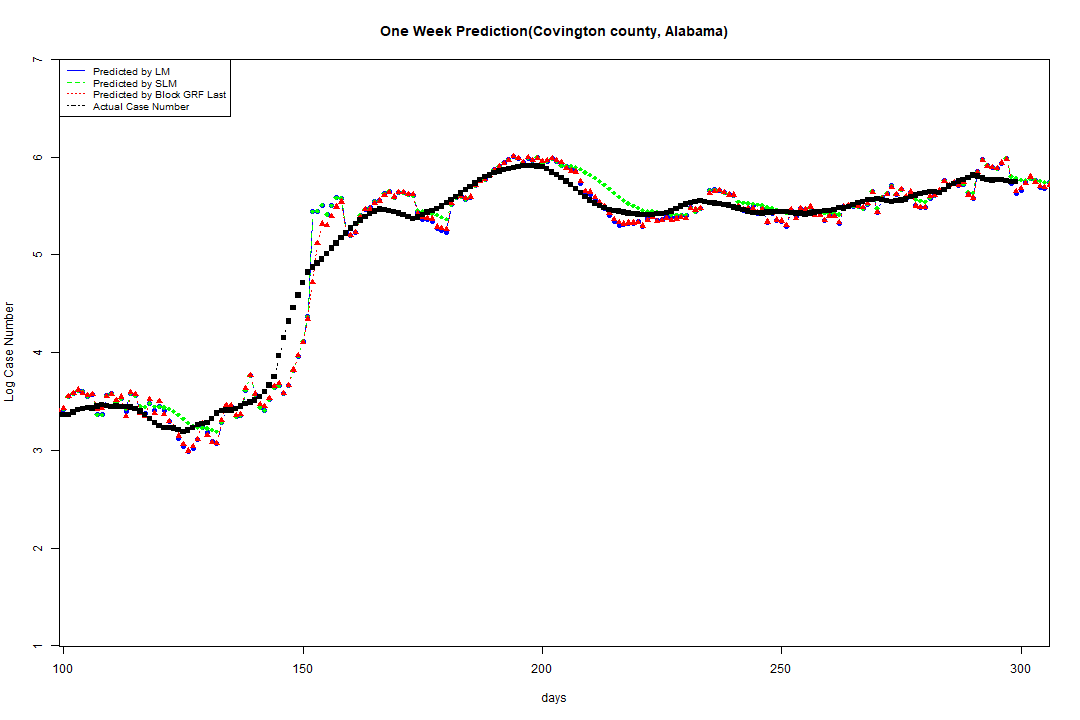 One Week Prediction(Covington county, Alabama)
7
Predicted by LM
Predicted by SLM
Predicted by Block GRF Last
Actual Case Number
6
5
4
3
2
1
Log Case Number
100 150 200 250 300
days